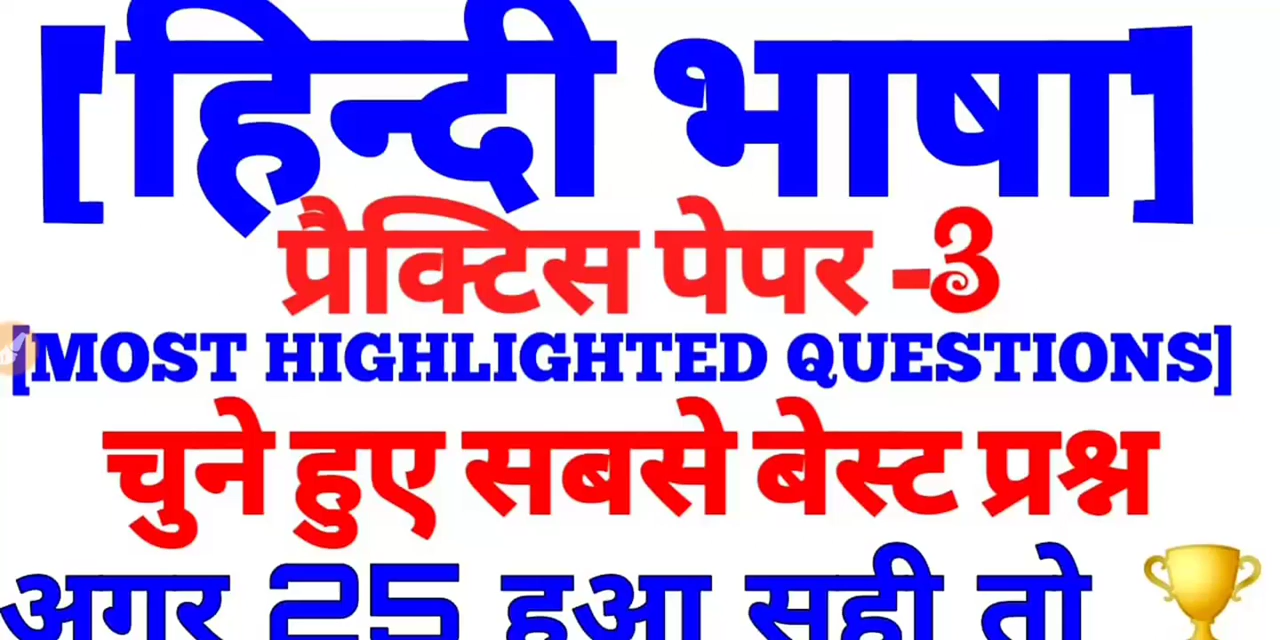 [हिन्दी भाषा]
प्रैक्टिस पेपर -3
[MOST HIGHLIGHTED QUESTIONS]
चुने हुए सबसे बेस्ट प्रश्न
अगर 25 हुआ सही तो